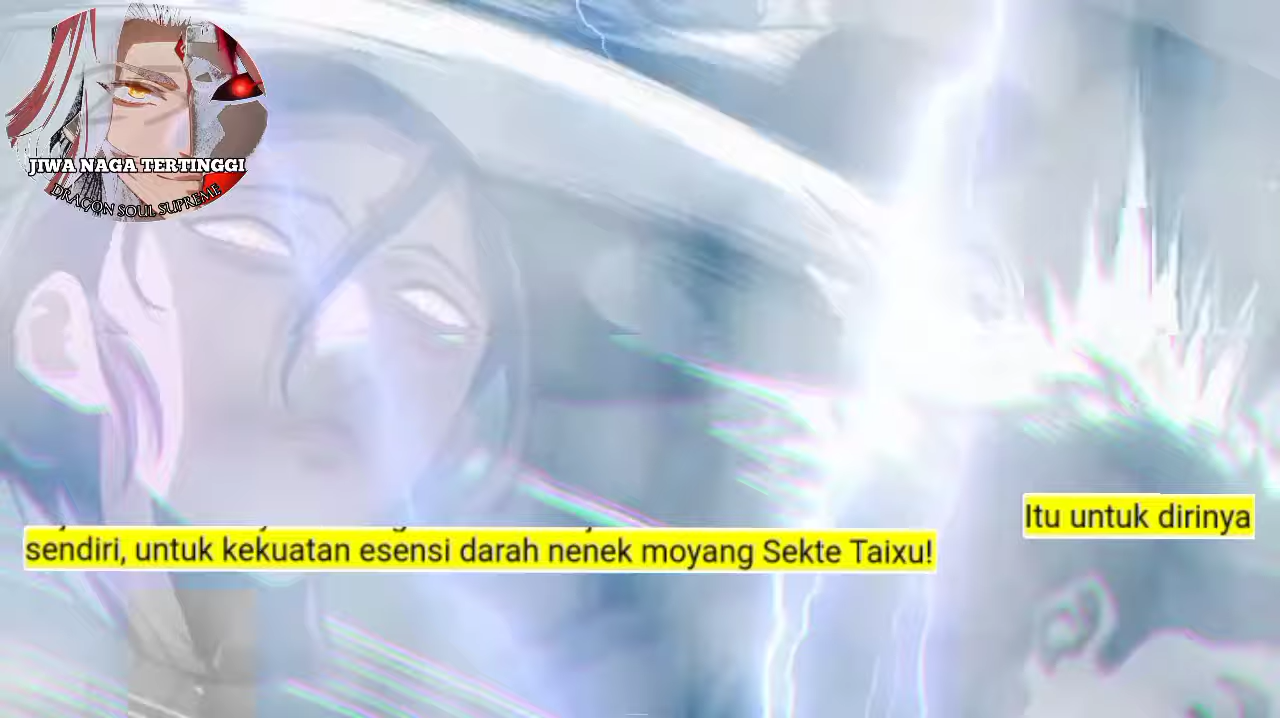 JIWA NAGA TERTINGGI
DRAGON SOUL SUPREME
Itu untuk dirinya
sendiri, untuk kekuatan esensi darah nenek moyang Sekte Taixu!